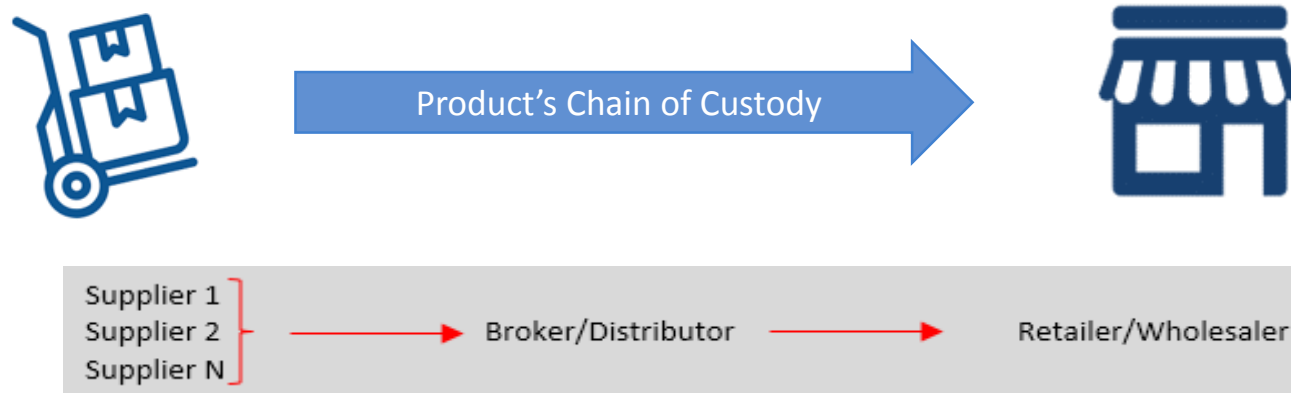 Product’s Chain of Custody
Supplier 1
Supplier 2
Supplier N
Broker/Distributor
Retailer/Wholesaler